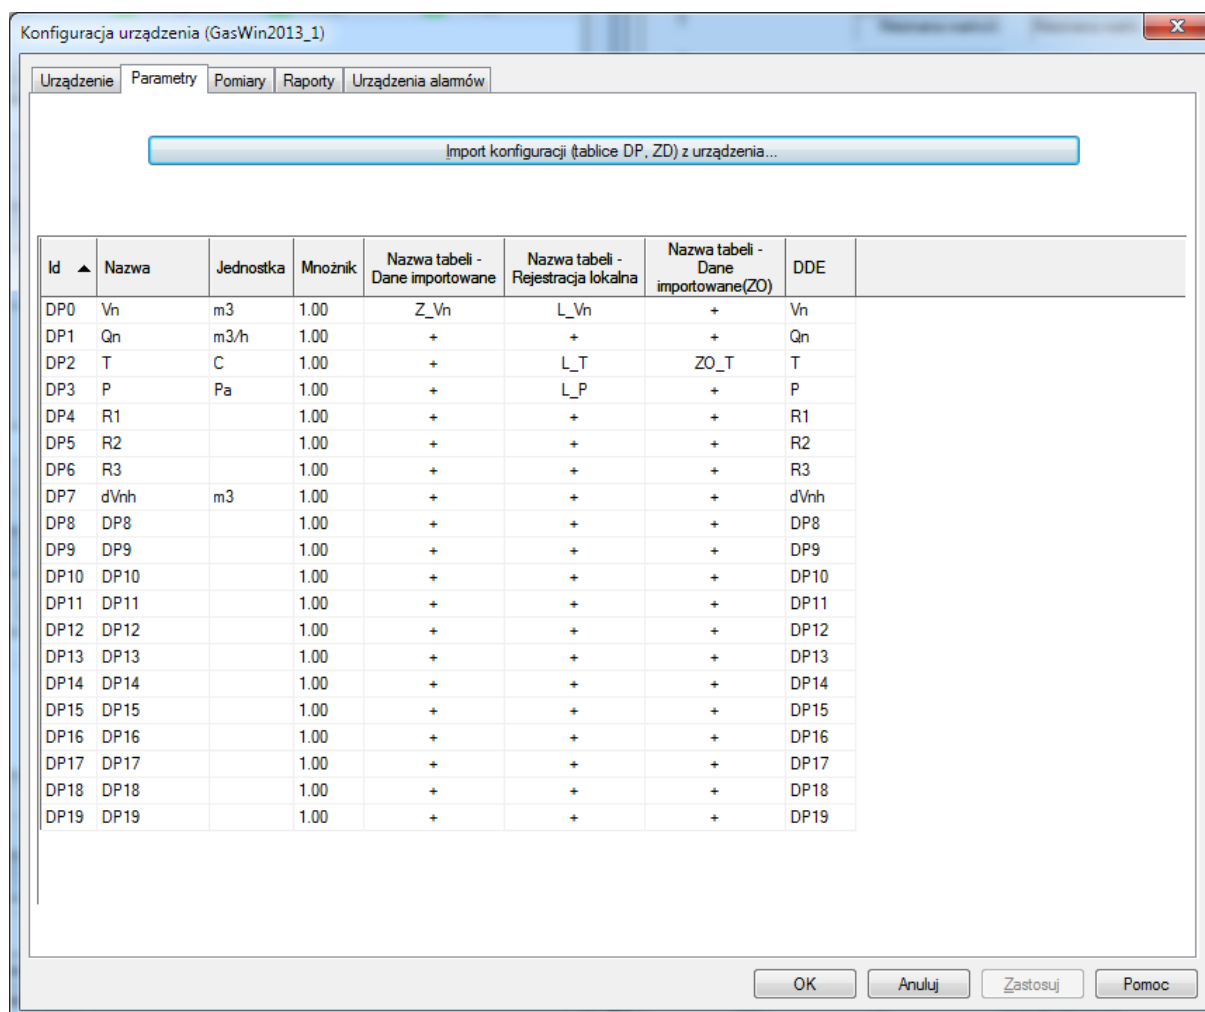 Konfiguracja urządzenia (GasWin2013_1)
Urządzenie Parametry Pomiary Raporty Urządzenia alarmów
Import konfiguracji (tablice DP, ZD) z urządzenia...
Id Nazwa Jednostka Mnożnik Nazwa tabeli - Dane importowane Nazwa tabeli - Rejestracja lokalna Nazwa tabeli - Dane importowane(ZO) DDE
DP0 Vn m3 1.00 Z_Vn L_Vn + Vn
DP1 Qn m3/h 1.00 + + + Qn
DP2 T C 1.00 + L_T ZO_T T
DP3 P Pa 1.00 + L_P + P
DP4 R1 1.00 + + + R1
DP5 R2 1.00 + + + R2
DP6 R3 1.00 + + + R3
DP7 dVnh m3 1.00 + + + dVnh
DP8 DP8 1.00 + + + DP8
DP9 DP9 1.00 + + + DP9
DP10 DP10 1.00 + + + DP10
DP11 DP11 1.00 + + + DP11
DP12 DP12 1.00 + + + DP12
DP13 DP13 1.00 + + + DP13
DP14 DP14 1.00 + + + DP14
DP15 DP15 1.00 + + + DP15
DP16 DP16 1.00 + + + DP16
DP17 DP17 1.00 + + + DP17
DP18 DP18 1.00 + + + DP18
DP19 DP19 1.00 + + + DP19
OK Anuluj Zastosuj Pomoc